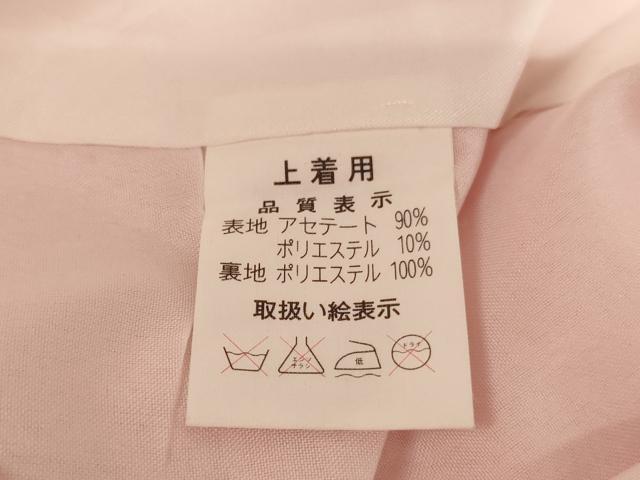 上着用
品質表示
表地 アセテート 90%
ポリエステル 10%
裏地 ポリエステル 100%
取扱い絵表示
エンソ
サラシ
低
ドライ